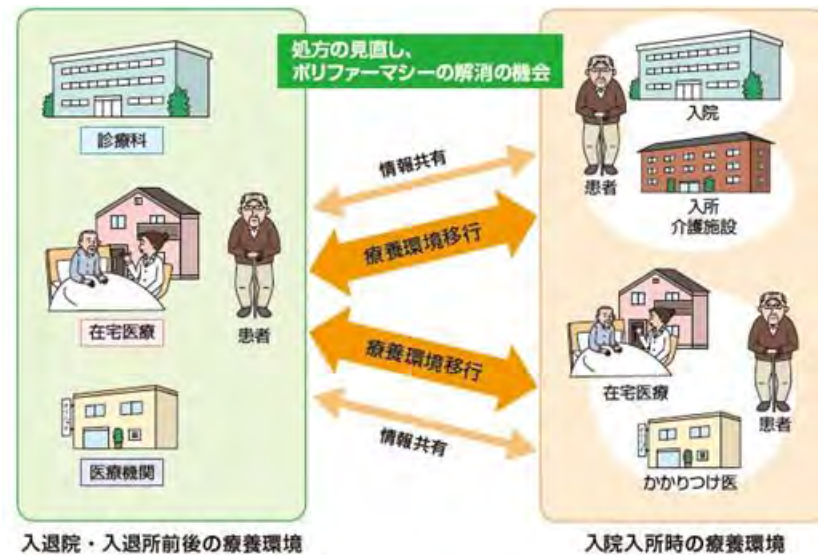 処方の見直し、
ポリファーマシーの解消の機会
診療科
在宅医療
患者
医療機関
入退院・入退所前後の療養環境
情報共有
療養環境移行
療養環境移行
情報共有
入院
患者
入所
介護施設
在宅医療
患者
かかりつけ医
入院入所時の療養環境